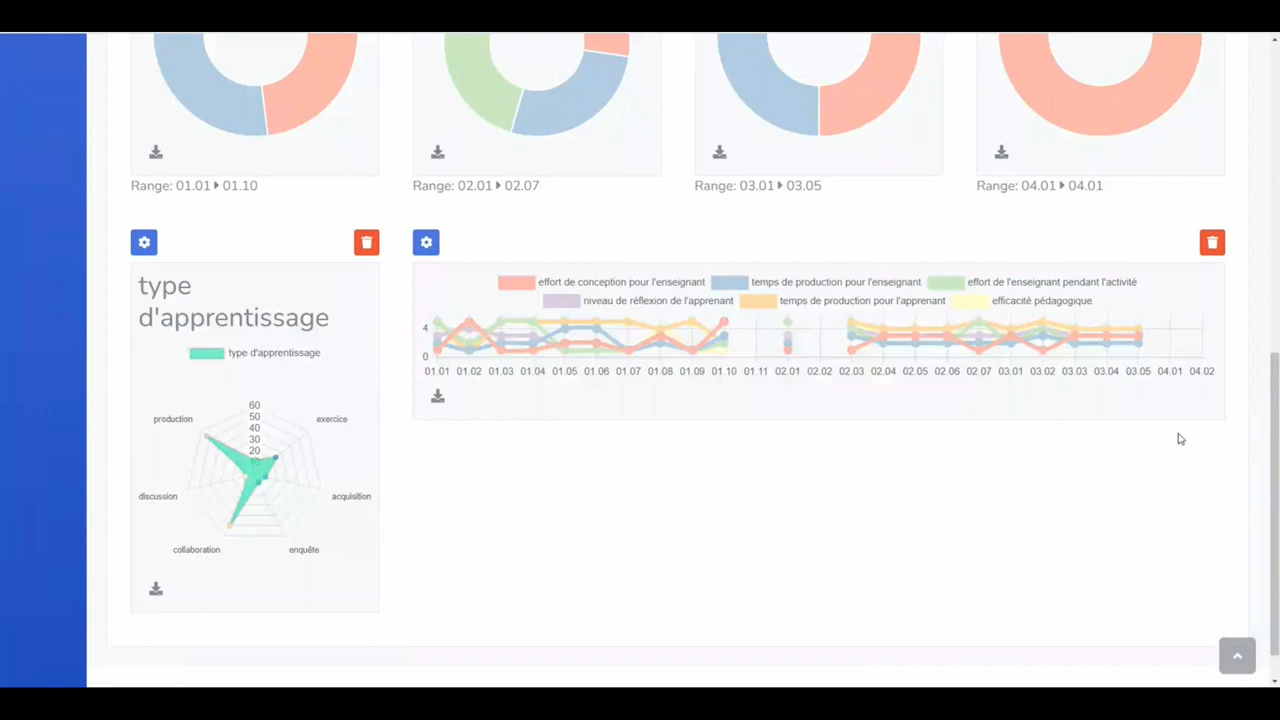 Range: 01.01 ▸ 01.10
Range: 02.01 ▸ 02.07
Range: 03.01 ▸ 03.05
Range: 04.01 ▸ 04.01
type
d'apprentissage
type d'apprentissage
60
50
40
30
20
10
production
exercice
discussion
acquisition
collaboration
enquête
effort de conception pour l'enseignant temps de production pour l'enseignant effort de l'enseignant pendant l'activité
niveau de réflexion de l'apprenant temps de production pour l'apprenant efficacité pédagogique
4
0
01.01 01.02 01.03 01.04 01.05 01.06 01.07 01.08 01.09 01.10 01.11 02.01 02.02 02.03 02.04 02.05 02.06 02.07 03.01 03.02 03.03 03.04 03.05 04.01 04.02